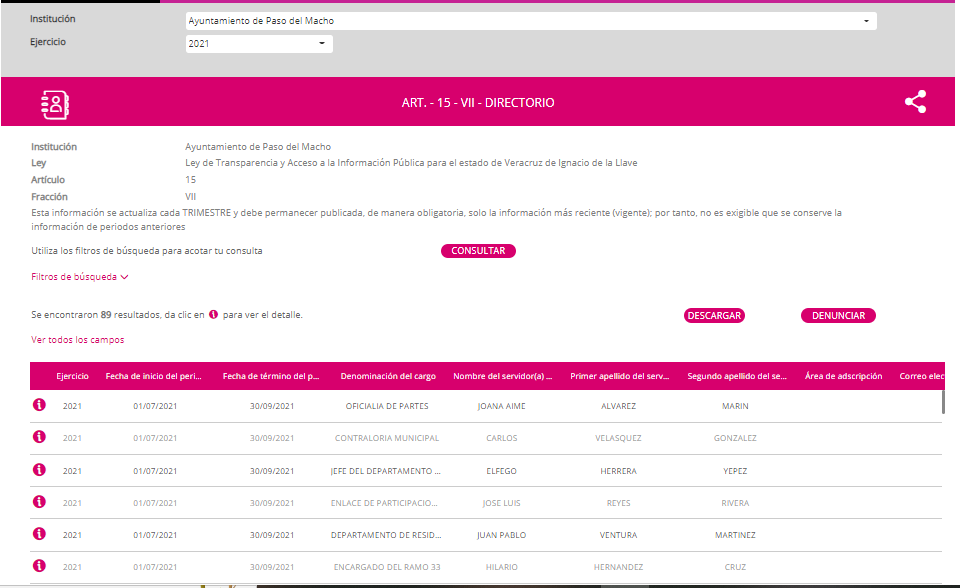 Institución Ayuntamiento de Paso del Macho
Ejercicio 2021
ART. - 15 - VII - DIRECTORIO
Institución Ayuntamiento de Paso del Macho
Ley Ley de Transparencia y Acceso a la Información Pública para el estado de Veracruz de Ignacio de la Llave
Artículo 15
Fracción VII
Esta información se actualiza cada TRIMESTRE y debe permanecer publicada, de manera obligatoria, solo la información más reciente (vigente); por tanto, no es exigible que se conserve la
información de periodos anteriores
Utiliza los filtros de búsqueda para acotar tu consulta CONSULTAR
Filtros de búsqueda
Se encontraron 89 resultados, da clic en i para ver el detalle. DESCARGAR DENUNCIAR
Ver todos los campos
Ejercicio Fecha de inicio del peri... Fecha de término del p... Denominación del cargo Nombre del servidor(a) ... Primer apellido del serv... Segundo apellido del se... Área de adscripción Correo elec
2021 01/07/2021 30/09/2021 OFICIALIA DE PARTES JOANA AIME ALVAREZ MARIN
2021 01/07/2021 30/09/2021 CONTRALORIA MUNICIPAL CARLOS VELASQUEZ GONZALEZ
2021 01/07/2021 30/09/2021 JEFE DEL DEPARTAMENTO ... ELFEGO HERRERA YEPEZ
2021 01/07/2021 30/09/2021 ENLACE DE PARTICIPACIO... JOSE LUIS REYES RIVERA
2021 01/07/2021 30/09/2021 DEPARTAMENTO DE RESID... JUAN PABLO VENTURA MARTINEZ
2021 01/07/2021 30/09/2021 ENCARGADO DEL RAMO 33 HILARIO HERNANDEZ CRUZ